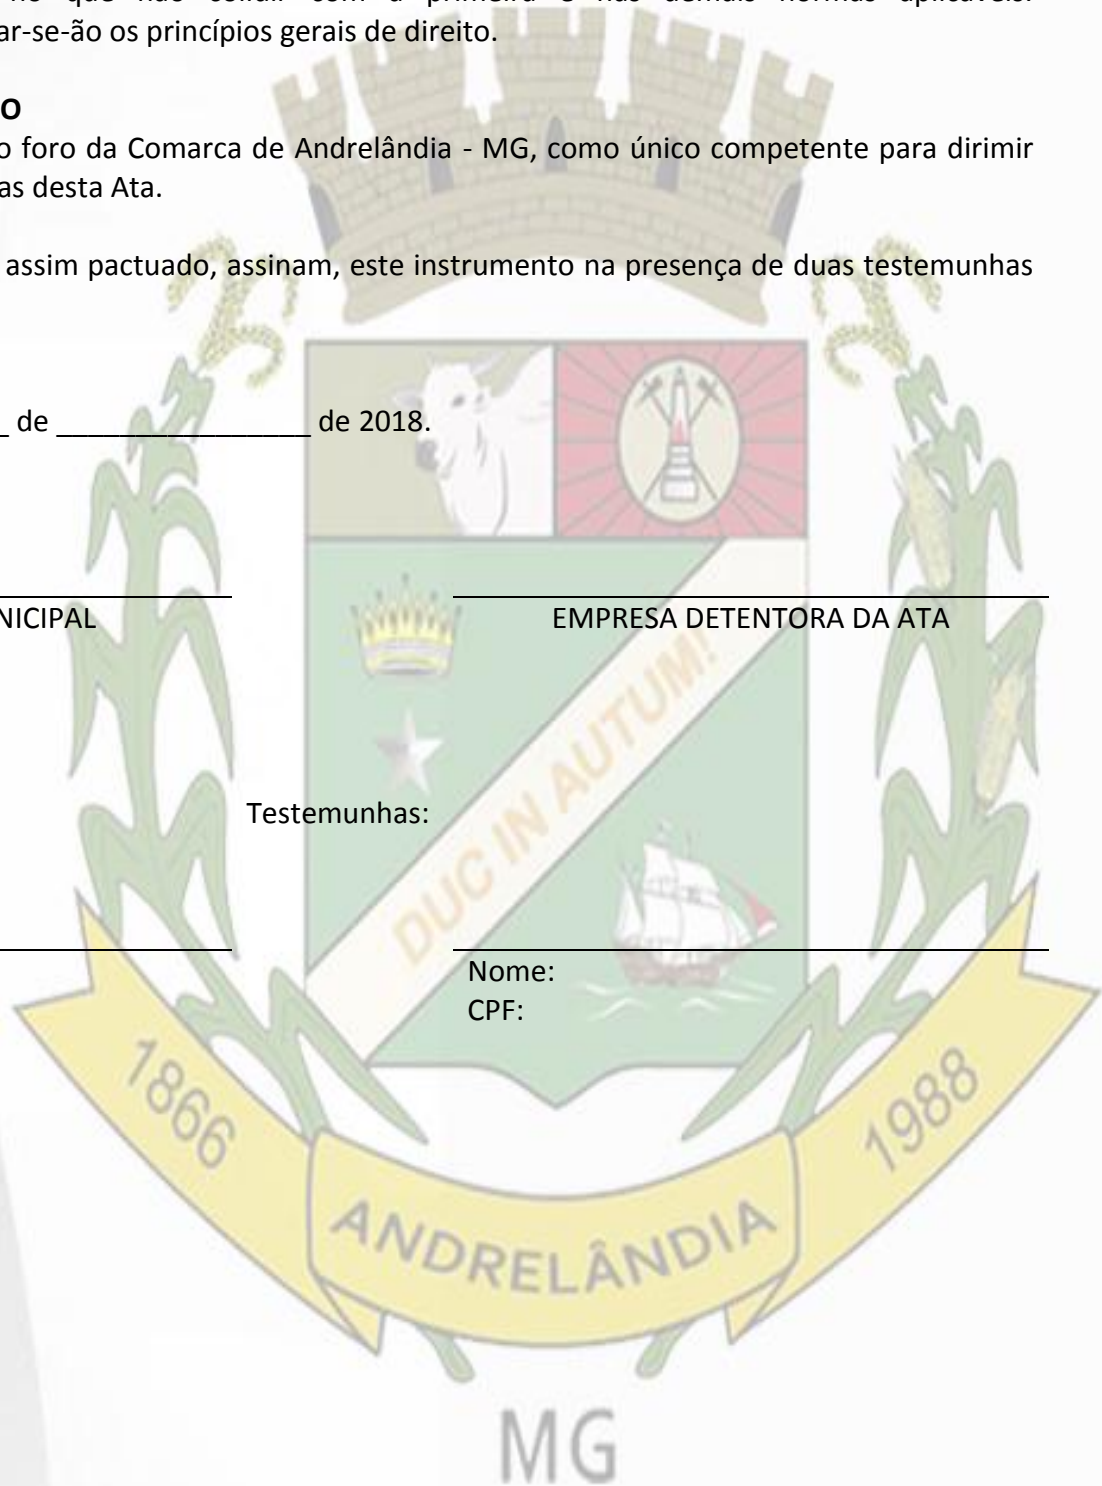 no que não colidir com a primeira e nas demais normas aplicáveis.
ar-se-ão os princípios gerais de direito.
O
o foro da Comarca de Andrelândia - MG, como único competente para dirimir
as desta Ata.
assim pactuado, assinam, este instrumento na presença de duas testemunhas
_ de ________________ de 2018.
NICIPAL
EMPRESA DETENTORA DA ATA
DUC IN AUTUM!
Testemunhas:
Nome:
CPF:
1866
ANDRELÂNDIA
1988
MG